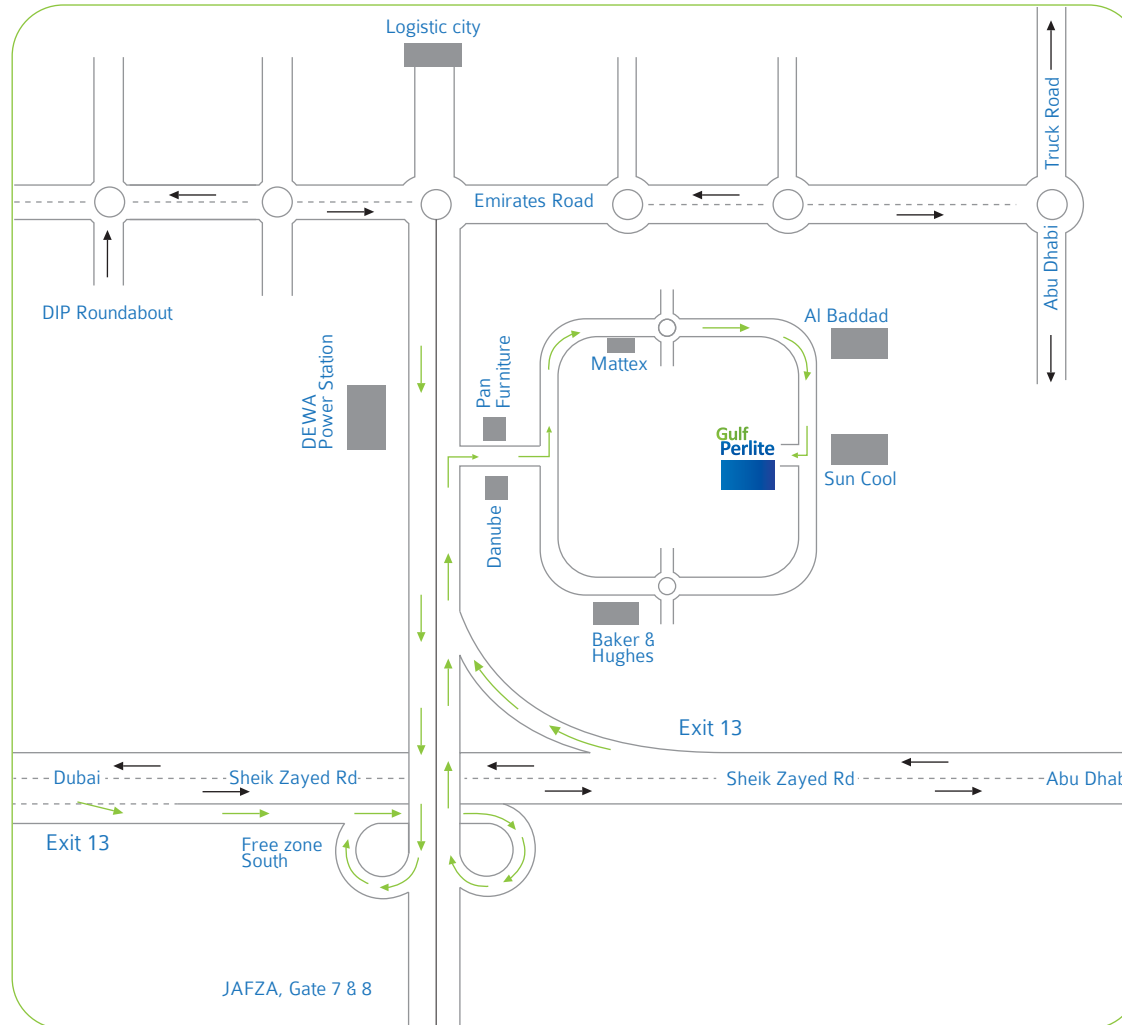 Logistic city
Truck Road
Emirates Road
Abu Dhabi
DIP Roundabout
Al Baddad
DEWA
Power Station
Pan
Furniture
Mattex
Gulf
Perlite
Sun Cool
Danube
Baker &
Hughes
Exit 13
Dubai
Sheik Zayed Rd
Sheik Zayed Rd
Abu Dhab
Exit 13
Free zone
South
JAFZA, Gate 7 & 8